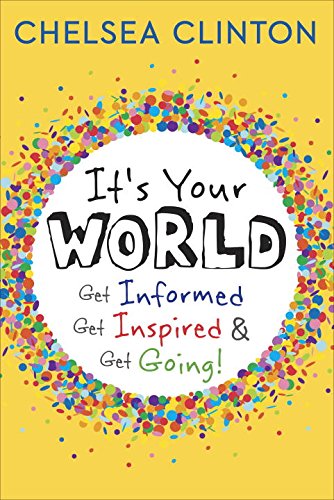 CHELSEA CLINTON
It's Your
WORLD
Get Informed
Get Inspired &
Get Going!